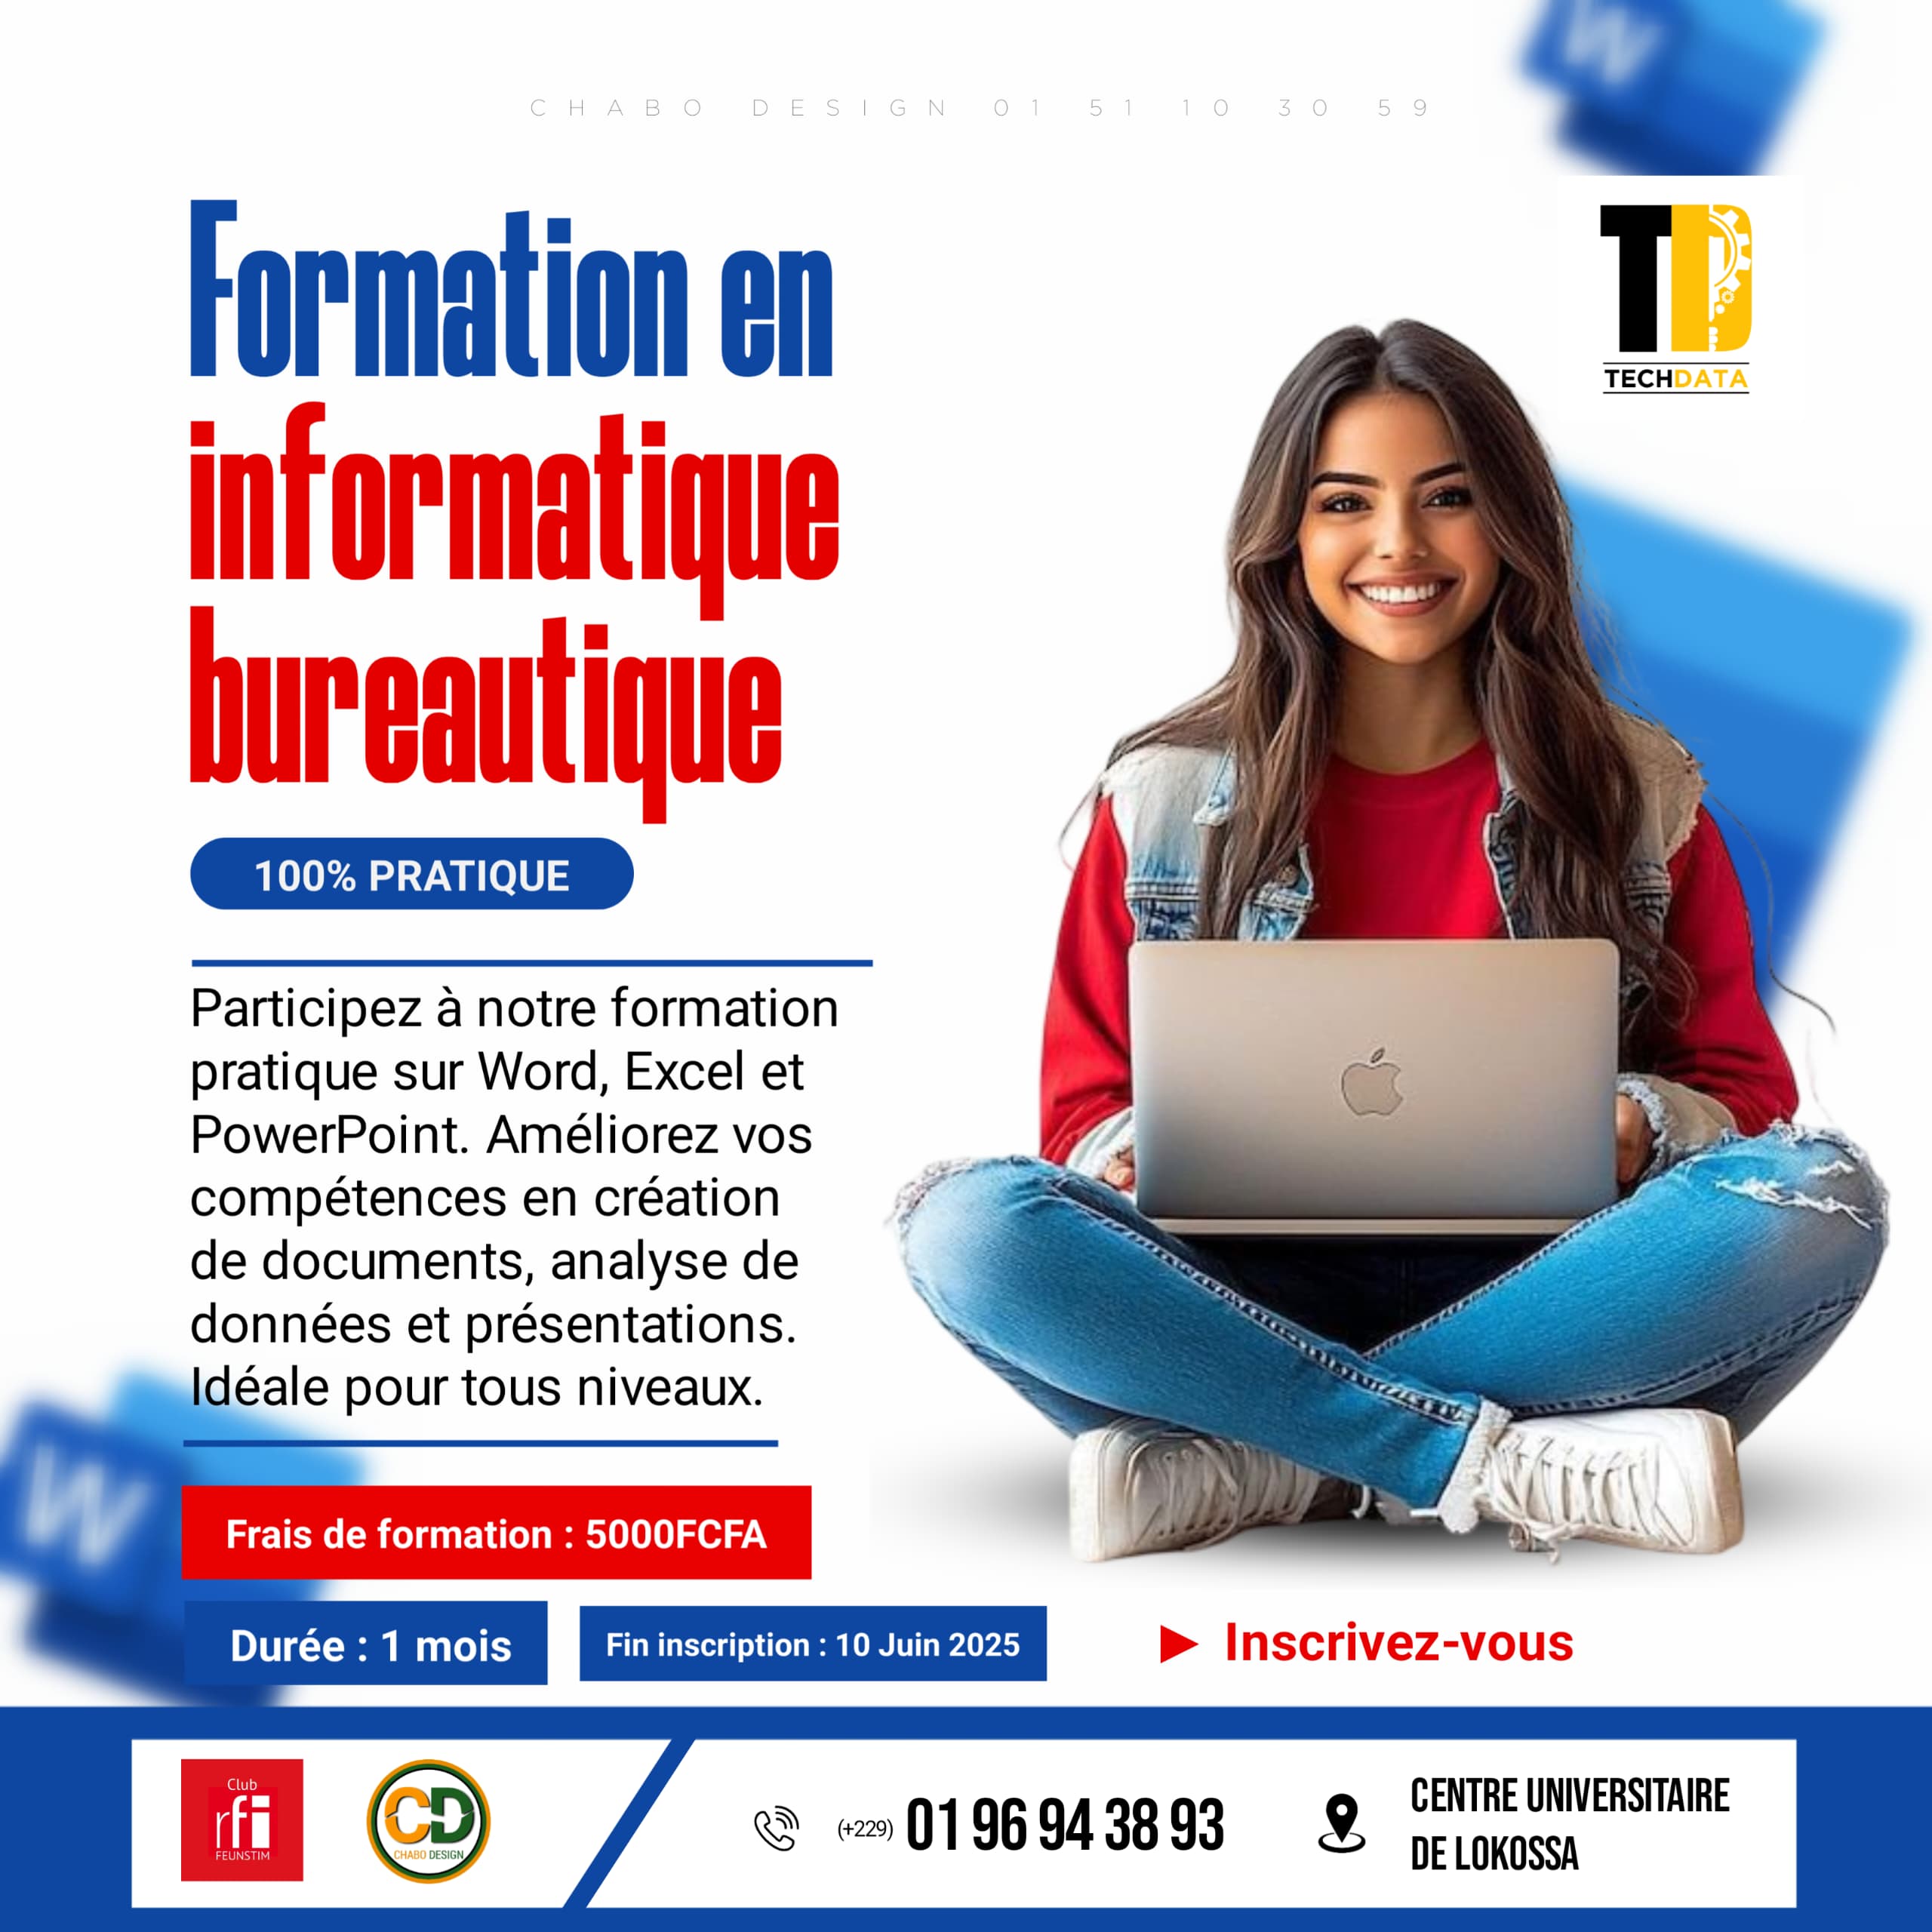 CHABO DESIGN 01 51 10 30 59
W
TD
TECHDATA
Formation en
informatique
bureautique
100% PRATIQUE
Participez à notre formation
pratique sur Word, Excel et
PowerPoint. Améliorez vos
compétences en création
de documents, analyse de
données et présentations.
Idéale pour tous niveaux.
W
Frais de formation : 5000FCFA
Durée : 1 mois
Fin inscription : 10 Juin 2025
Inscrivez-vous
Club
rfi
FEUNSTIM
CD
CHABO DESIGN
(+229) 01 96 94 38 93
CENTRE UNIVERSITAIRE
DE LOKOSSA